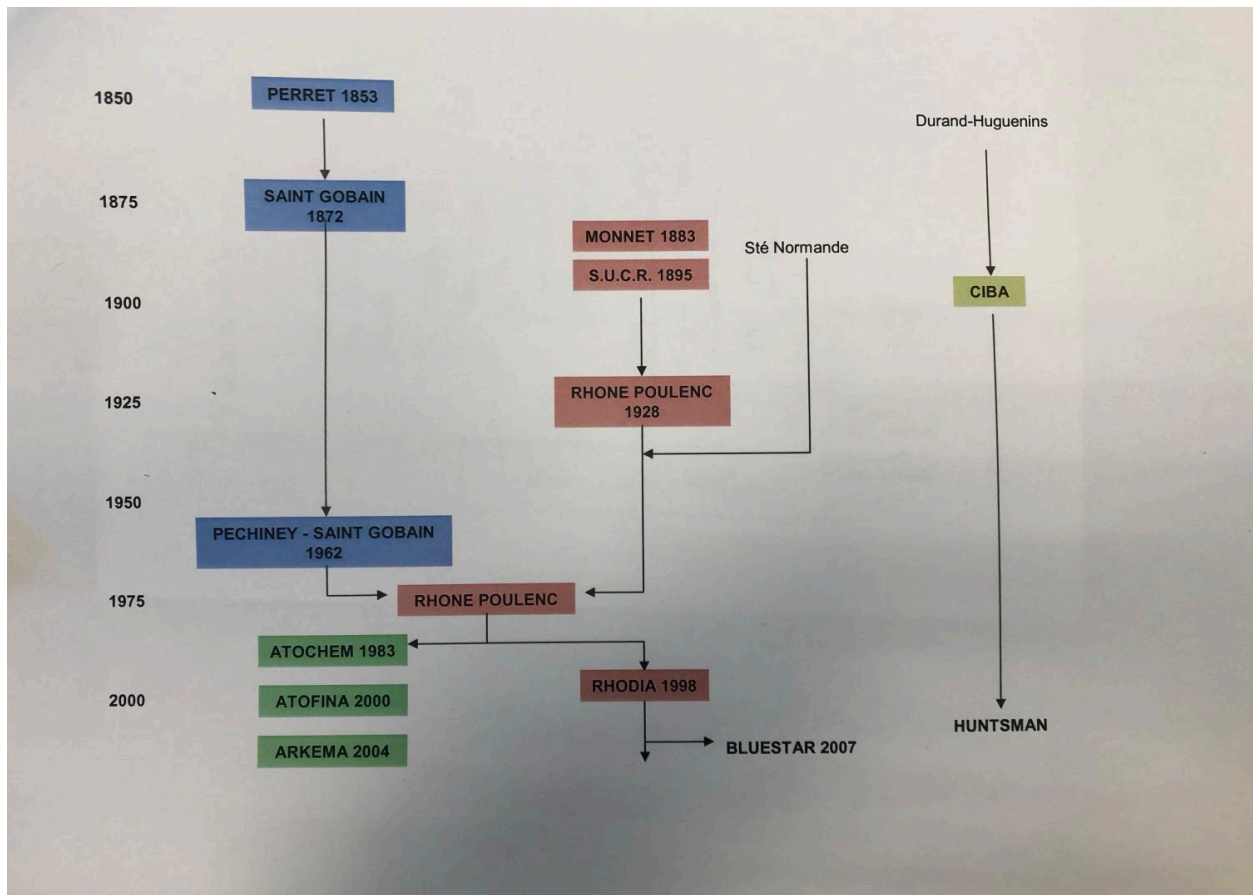 1850
PERRET 1853
Durand-Huguenins
1875
SAINT GOBAIN
1872
MONNET 1883
Sté Normande
S.U.C.R. 1895
CIBA
1900
RHONE POULENC
1928
1925
1950
PECHINEY - SAINT GOBAIN
1962
1975
RHONE POULENC
ATOCHEM 1983
RHODIA 1998
2000
ATOFINA 2000
HUNTSMAN
ARKEMA 2004
BLUESTAR 2007